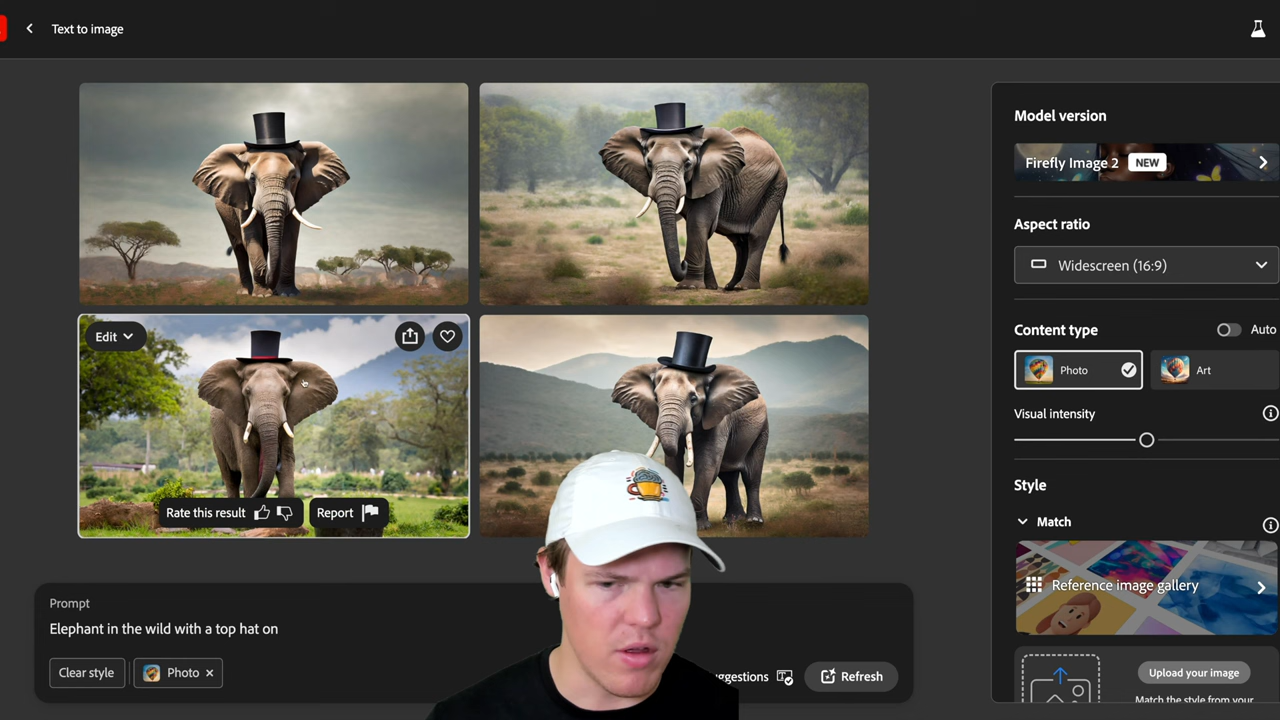 Text to image
Edit
Rate this result
Report
Prompt
Elephant in the wild with a top hat on
Clear style
Photo
Refresh
Model version
Firefly Image 2 NEW
Aspect ratio
Widescreen (16:9)
Content type
Auto
Photo
Art
Visual intensity
Style
Match
Reference image gallery
Upload your image
Match the style from your